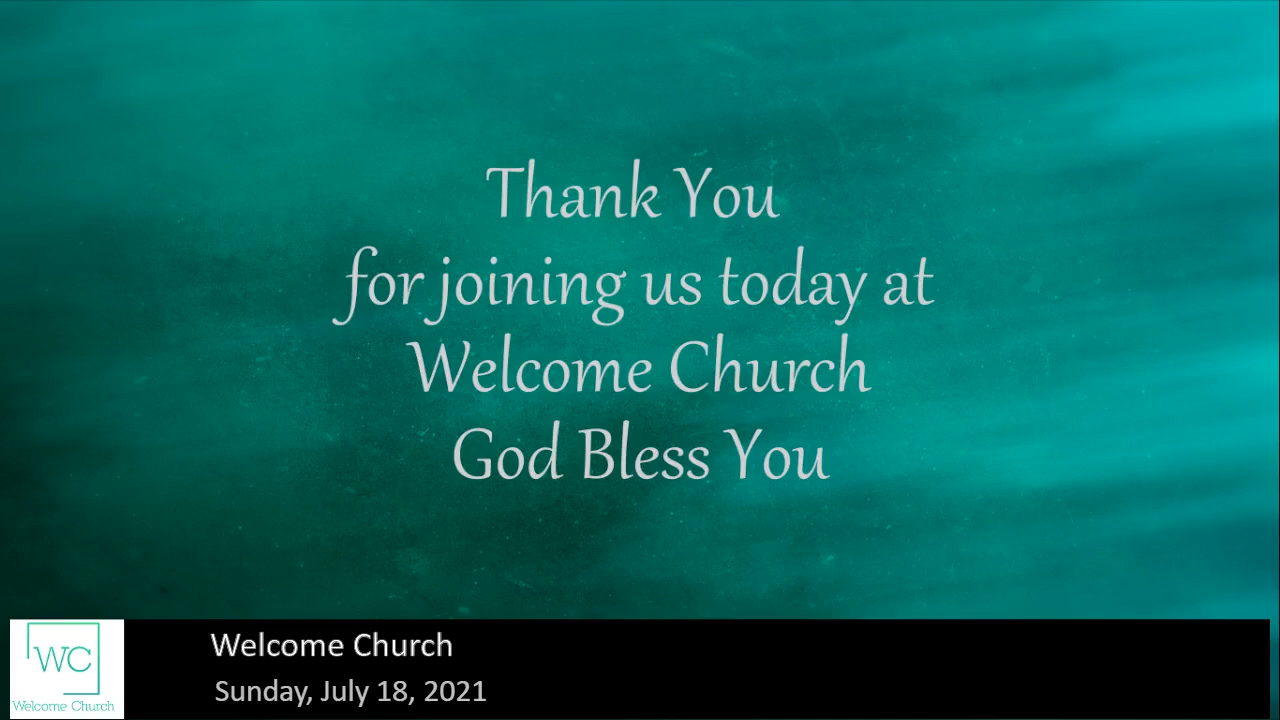 Thank You
for joining us today at
Welcome Church
God Bless You
WC
Welcome Church
Welcome Church
Sunday, July 18, 2021